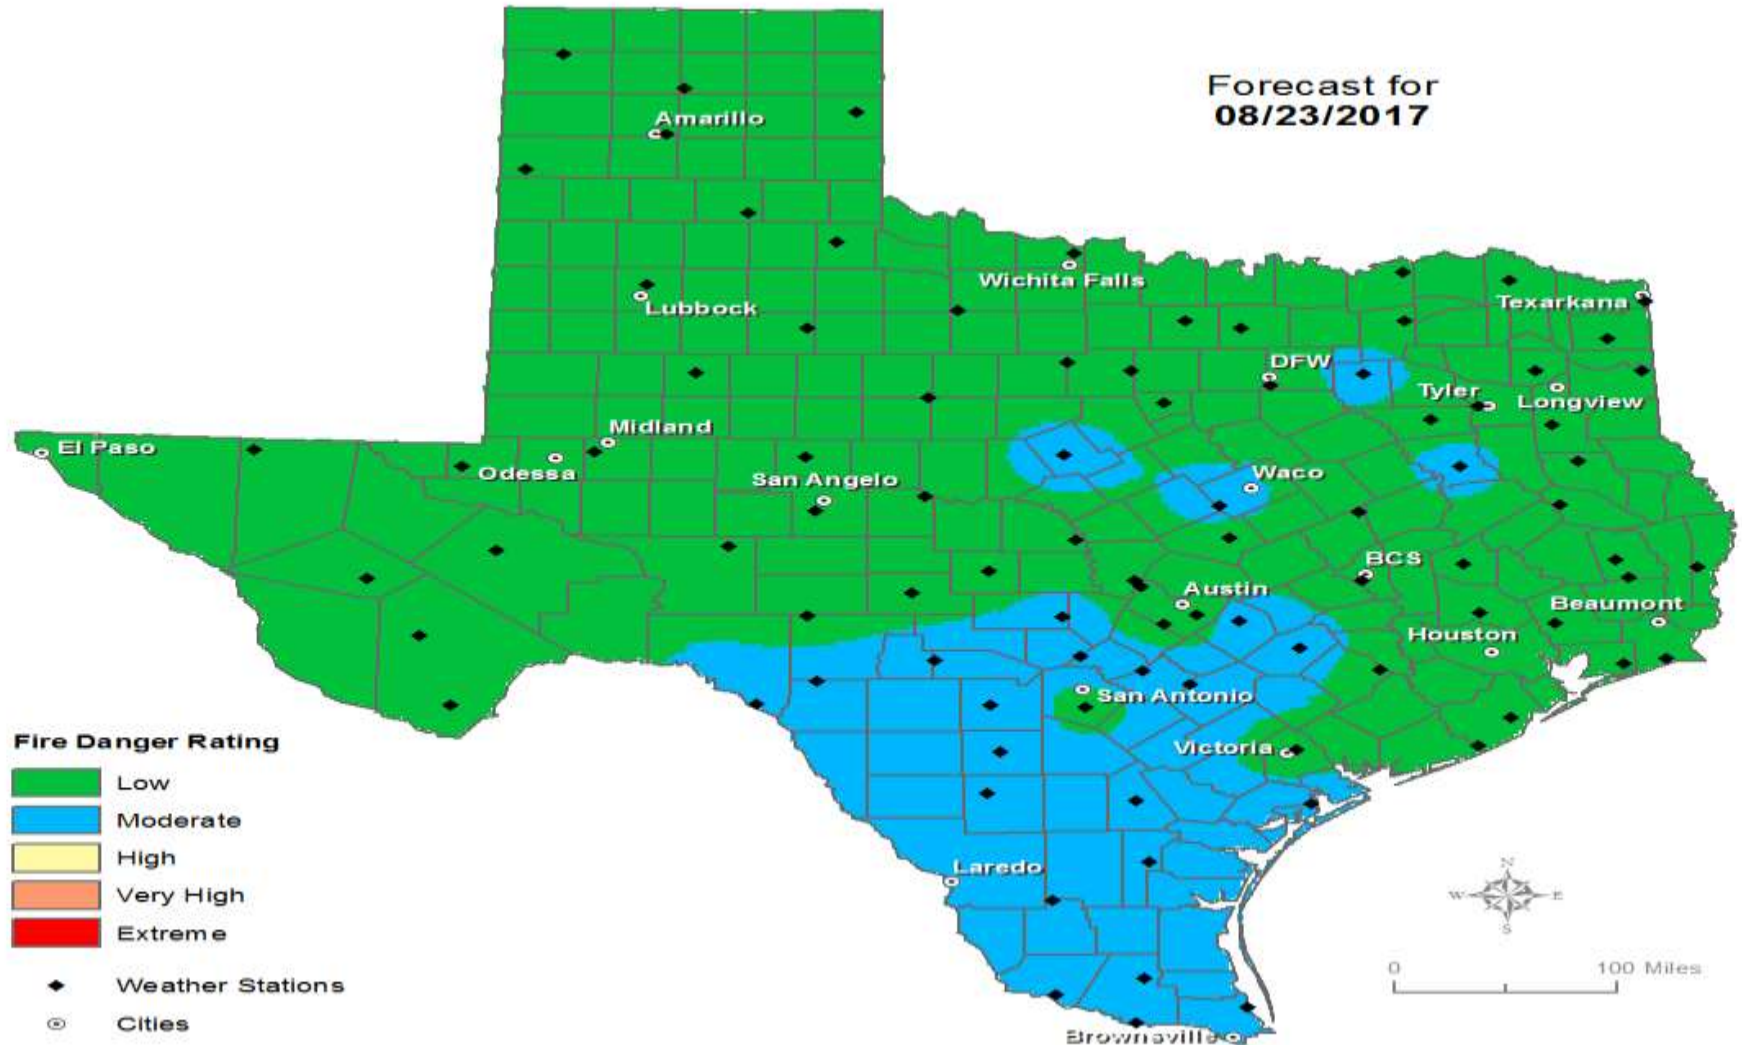 Forecast for
08/23/2017
Amarillo
Wichita Falls
Texarkana
Lubbock
DFW
Tyler
Longview
Midland
El Paso
Odessa
San Angelo
Waco
BCS
Austin
Beaumont
Houston
San Antonio
Victoria
Laredo
Brownsville
Fire Danger Rating
Low
Moderate
High
Very High
Extreme
Weather Stations
Cities
N
W E
S
0 100 Miles